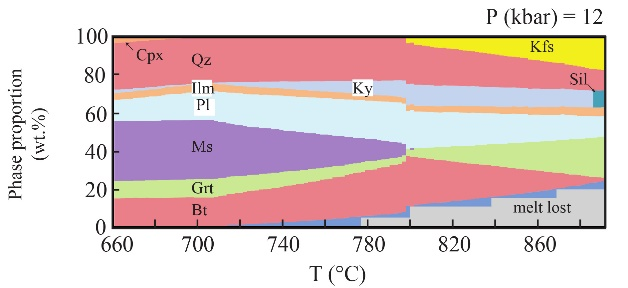 P (kbar) = 12
100
80
60
40
20
0
Phase proportion
(wt.%)
Cpx
Qz
Kfs
Sil
Ilm
Ky
Pl
Ms
Grt
Bt
melt lost
660
700
740
780
820
860
T (°C)